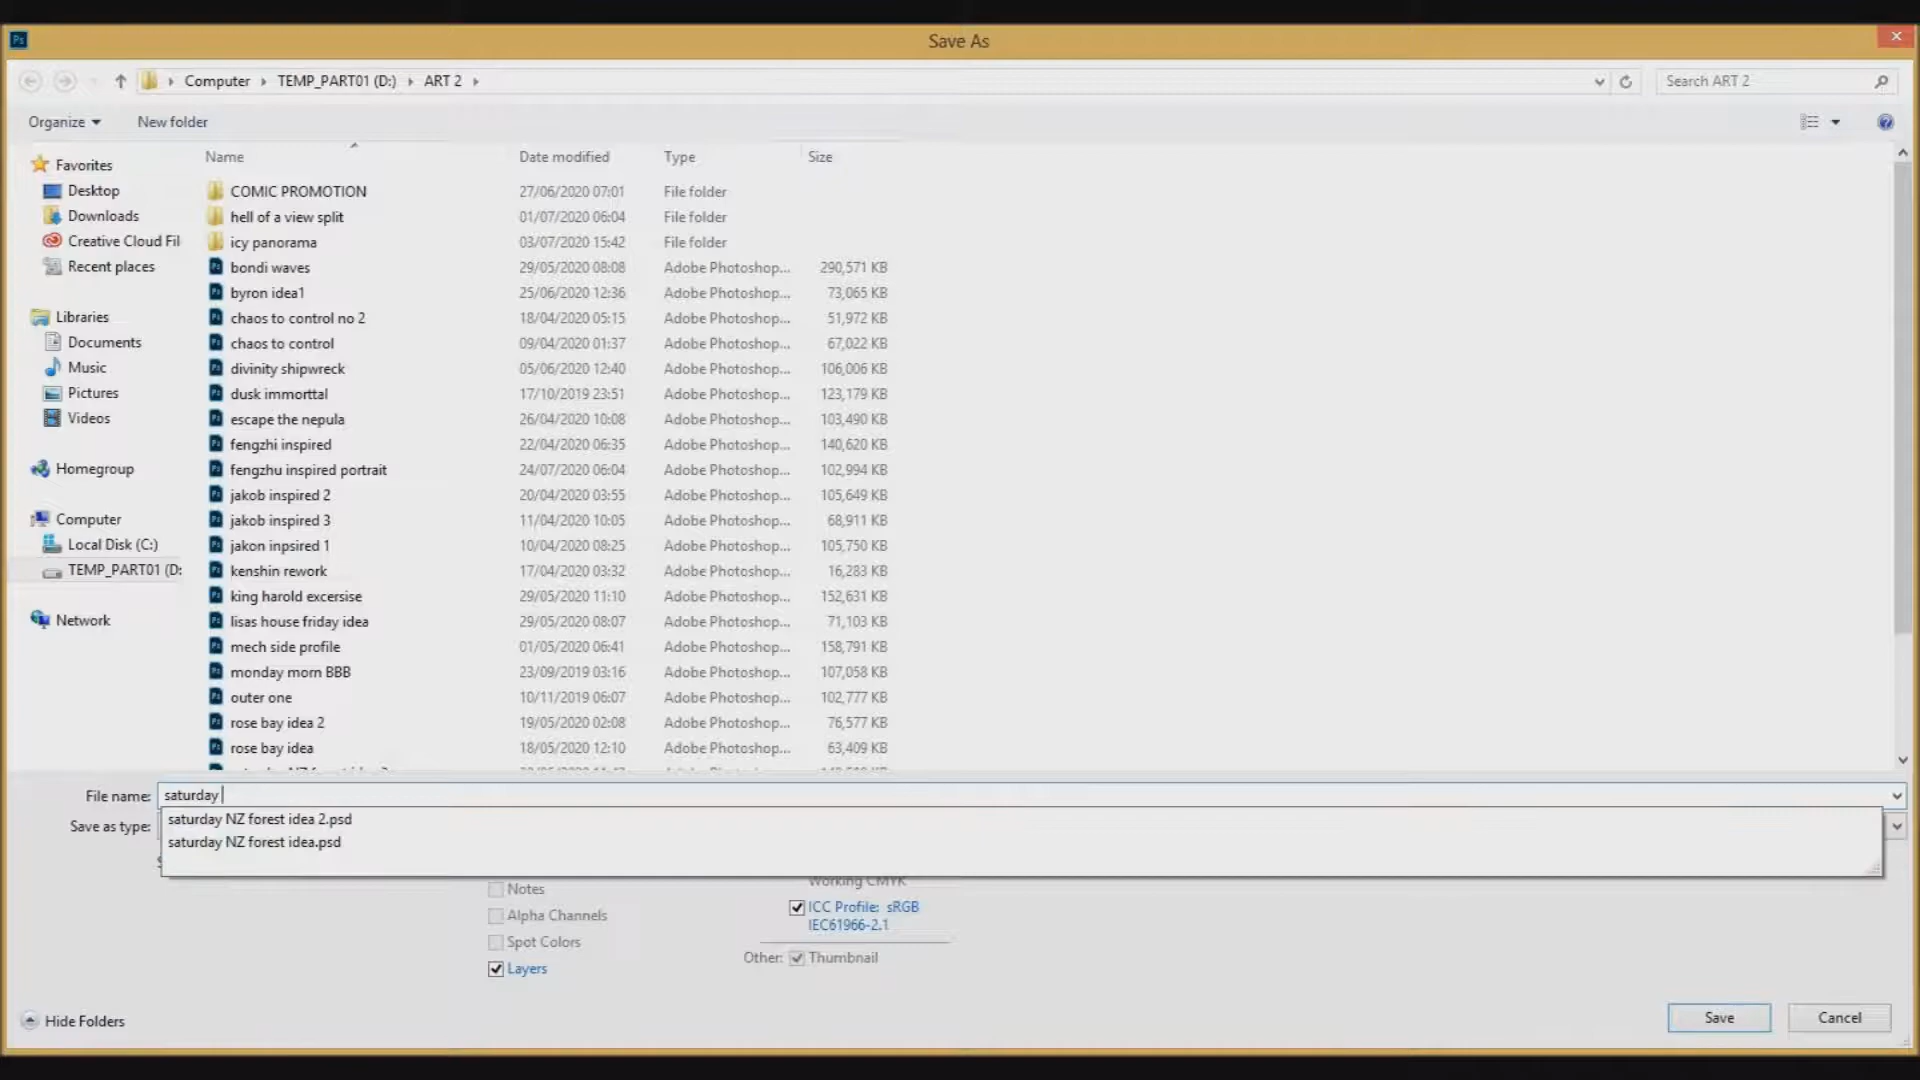 Ps
Save As
Computer TEMP_PART01 (D:) ART 2
Search ART 2
Organize New folder
Name Date modified Type Size
Favorites
Desktop
Downloads
Creative Cloud Fil
Recent places
Libraries
Documents
Music
Pictures
Videos
Homegroup
Computer
Local Disk (C:)
TEMP_PART01 (D:
Network
COMIC PROMOTION 27/06/2020 07:01 File folder
hell of a view split 01/07/2020 06:04 File folder
icy panorama 03/07/2020 15:42 File folder
bondi waves 29/05/2020 08:08 Adobe Photoshop... 290,571 KB
byron idea1 25/06/2020 12:36 Adobe Photoshop... 73,065 KB
chaos to control no 2 18/04/2020 05:15 Adobe Photoshop... 51,972 KB
chaos to control 09/04/2020 01:37 Adobe Photoshop... 67,022 KB
divinity shipwreck 05/06/2020 12:40 Adobe Photoshop... 106,006 KB
dusk immorttal 17/10/2019 23:51 Adobe Photoshop... 123,179 KB
escape the nepula 26/04/2020 10:08 Adobe Photoshop... 103,490 KB
fengzhi inspired 22/04/2020 06:35 Adobe Photoshop... 140,620 KB
fengzhu inspired portrait 24/07/2020 06:04 Adobe Photoshop... 102,994 KB
jakob inspired 2 20/04/2020 03:55 Adobe Photoshop... 105,649 KB
jakob inspired 3 11/04/2020 10:05 Adobe Photoshop... 68,911 KB
jakon inpsired 1 10/04/2020 08:25 Adobe Photoshop... 105,750 KB
kenshin rework 17/04/2020 03:32 Adobe Photoshop... 16,283 KB
king harold excersise 29/05/2020 11:10 Adobe Photoshop... 152,631 KB
lisas house friday idea 29/05/2020 08:07 Adobe Photoshop... 71,103 KB
mech side profile 01/05/2020 06:41 Adobe Photoshop... 158,791 KB
monday morn BBB 23/09/2019 03:16 Adobe Photoshop... 107,058 KB
outer one 10/11/2019 06:07 Adobe Photoshop... 102,777 KB
rose bay idea 2 19/05/2020 02:08 Adobe Photoshop... 76,577 KB
rose bay idea 18/05/2020 12:10 Adobe Photoshop... 63,409 KB
File name: saturday
Save as type:
saturday NZ forest idea 2.psd
saturday NZ forest idea.psd
Working CMYK
Notes
Alpha Channels
Spot Colors
Layers
ICC Profile: sRGB
IEC61966-2.1
Other: Thumbnail
Hide Folders
Save Cancel